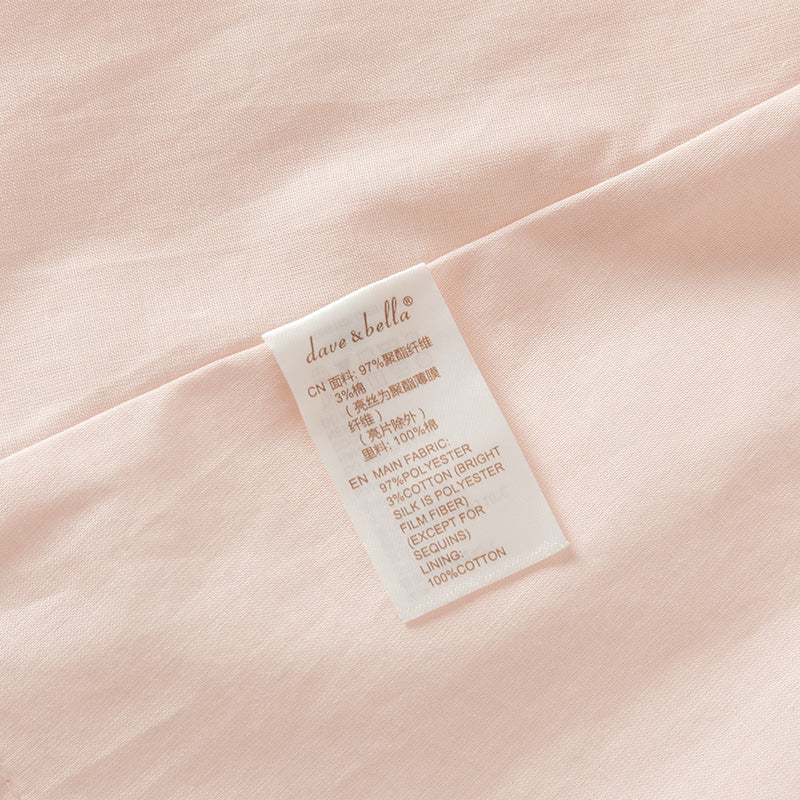 dave & bella®
CN 面料: 97%聚酯纤维
3%棉
（亮丝为聚酯薄膜
纤维）
（亮片除外）
里料: 100%棉
EN MAIN FABRIC:
97%POLYESTER
3%COTTON (BRIGHT
SILK IS POLYESTER
FILM FIBER)
(EXCEPT FOR
SEQUINS)
LINING:
100%COTTON